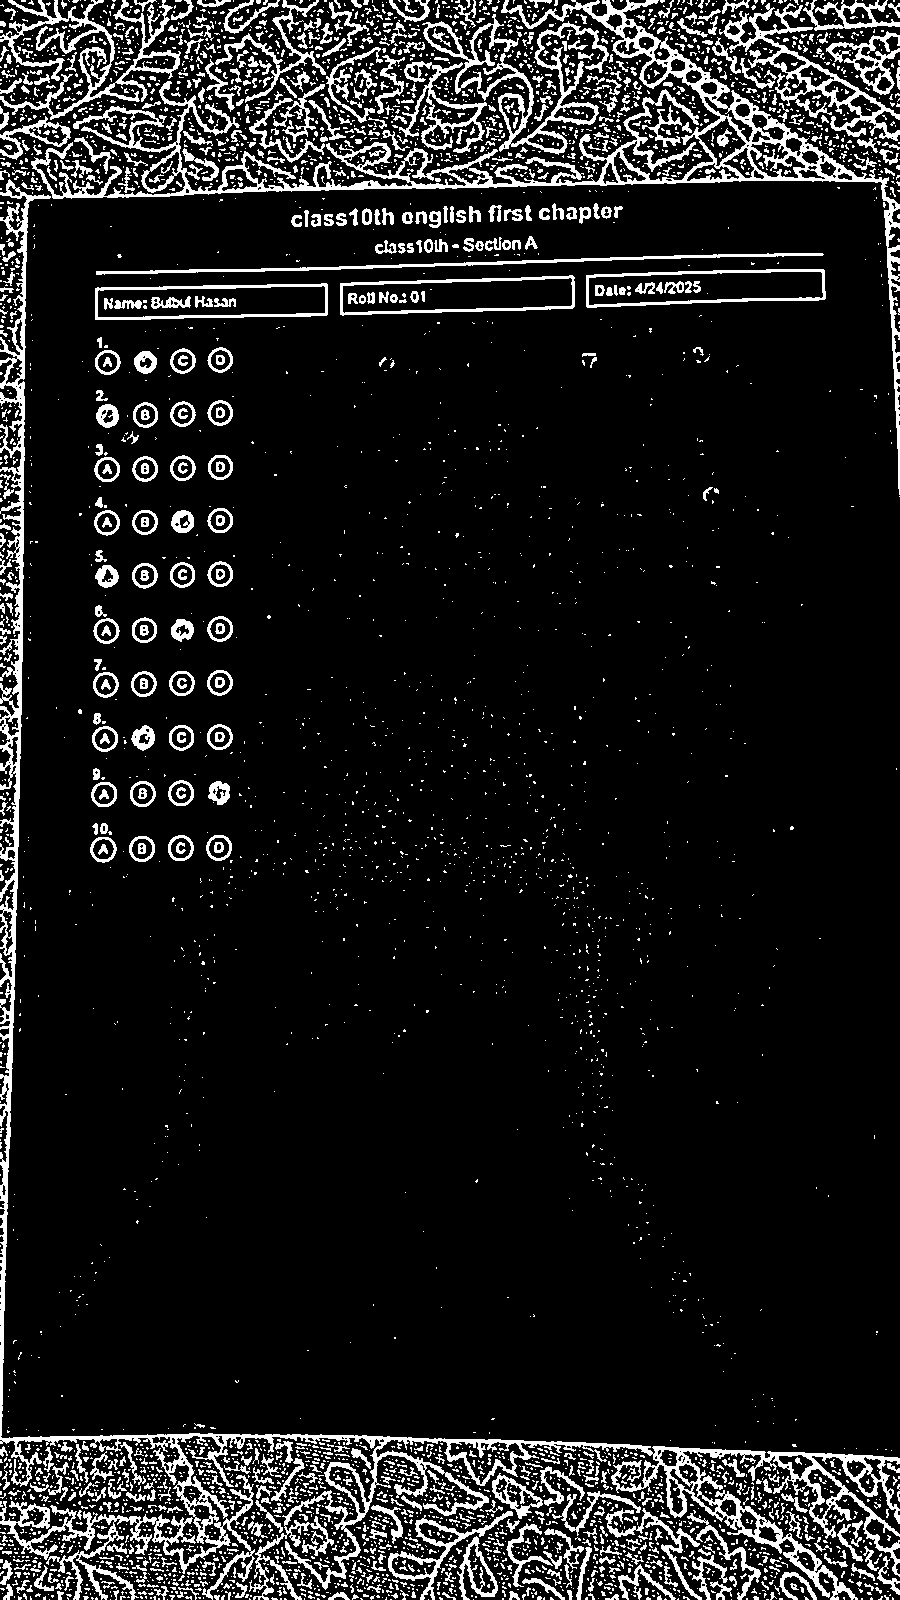 class10th english first chapter
class10th - Section A
Name: Bulbul Hasan Roll No.: 01 Date: 4/24/2025
1.
A C D
2.
B C D
3.
A B C D
4.
A B D
5.
A B C D
6.
A B D
7.
A B C D
8.
A C D
9.
A B C
10.
A B C D